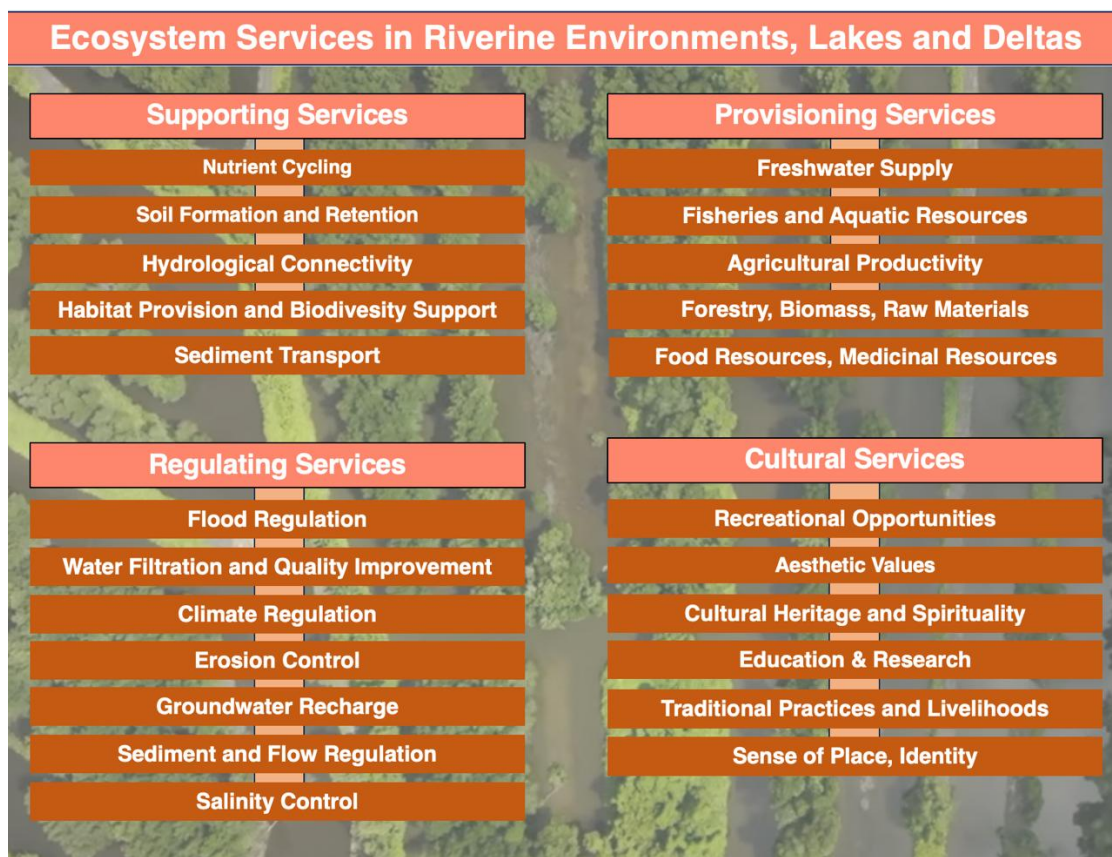 Ecosystem Services in Riverine Environments, Lakes and Deltas
Supporting Services
Nutrient Cycling
Soil Formation and Retention
Hydrological Connectivity
Habitat Provision and Biodivesity Support
Sediment Transport
Provisioning Services
Freshwater Supply
Fisheries and Aquatic Resources
Agricultural Productivity
Forestry, Biomass, Raw Materials
Food Resources, Medicinal Resources
Regulating Services
Flood Regulation
Water Filtration and Quality Improvement
Climate Regulation
Erosion Control
Groundwater Recharge
Sediment and Flow Regulation
Salinity Control
Cultural Services
Recreational Opportunities
Aesthetic Values
Cultural Heritage and Spirituality
Education & Research
Traditional Practices and Livelihoods
Sense of Place, Identity